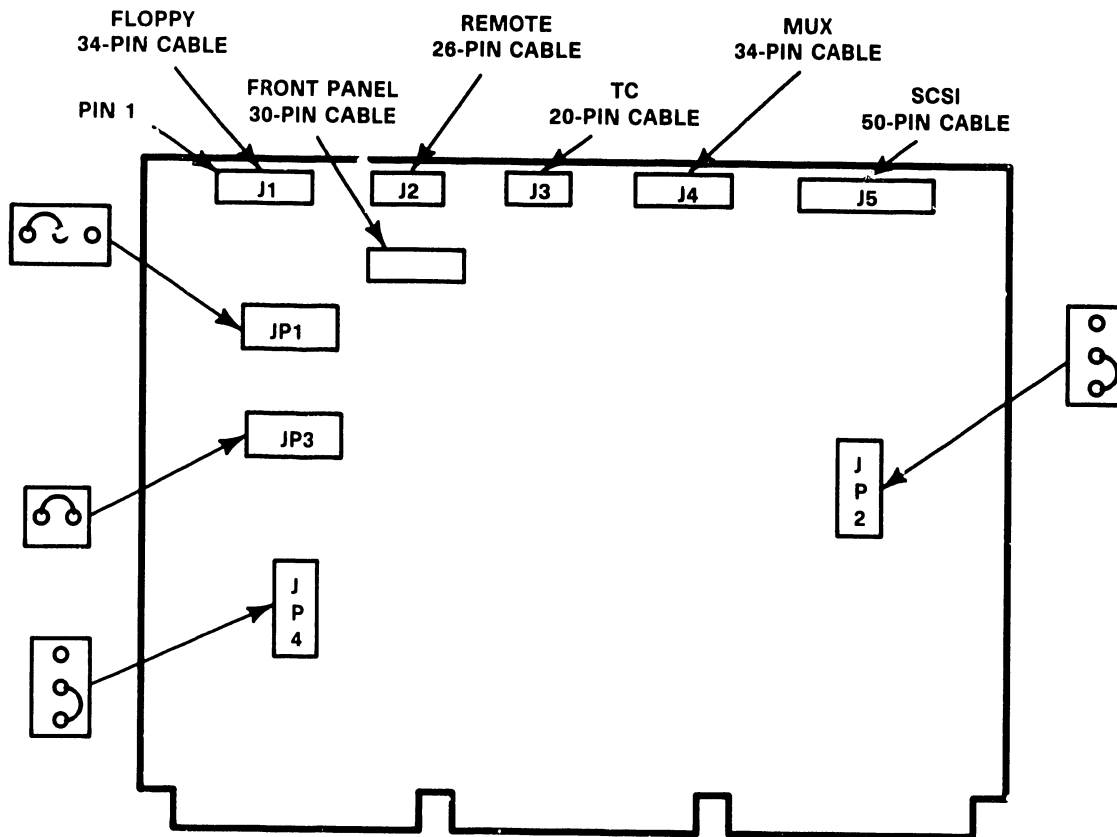 FLOPPY
34-PIN CABLE
REMOTE
26-PIN CABLE
MUX
34-PIN CABLE
FRONT PANEL
30-PIN CABLE
TC
20-PIN CABLE
SCSI
50-PIN CABLE
PIN 1
J1
J2
J3
J4
J5
JP1
JP3
J
P
2
J
P
4